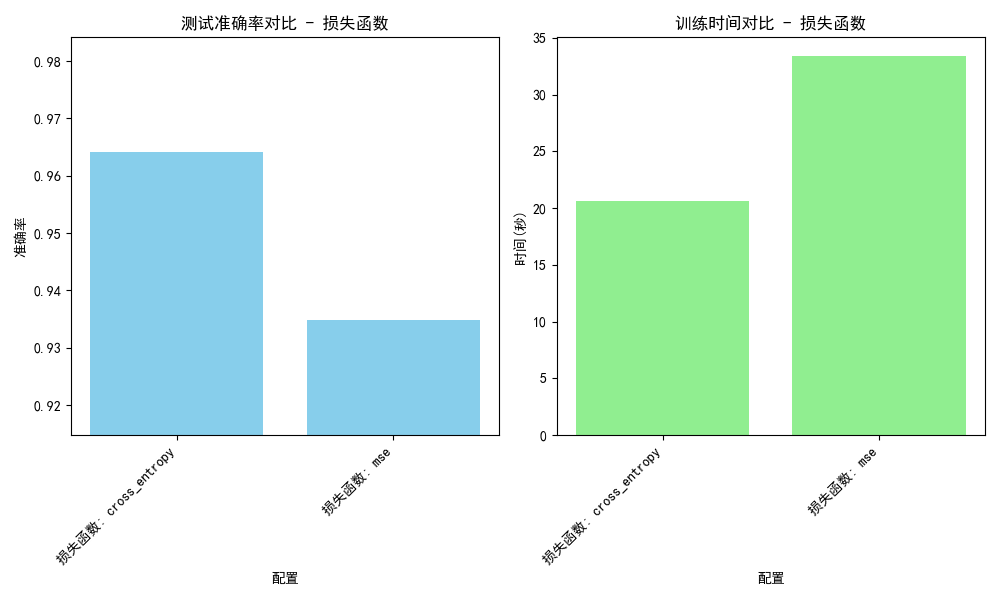 测试准确率对比 - 损失函数
准确率
0.98
0.97
0.96
0.95
0.94
0.93
0.92
损失函数: cross_entropy
损失函数: mse
配置
训练时间对比 - 损失函数
时间(秒)
35
30
25
20
15
10
5
0
损失函数: cross_entropy
损失函数: mse
配置